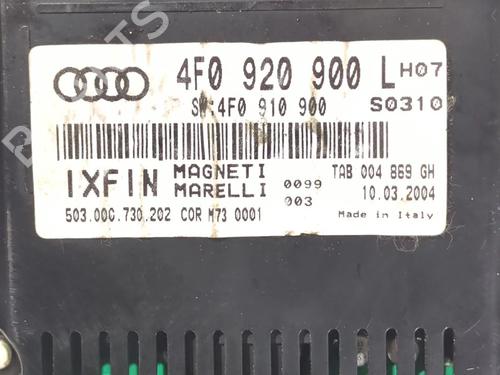 4F0 920 900 L H07
SW:4F0 910 900 S0310
IXFIN MAGNETI MARELLI 0099 003 TAB 004 869 GH
10.03.2004
503.00C.730.202 COR M73 0001 Made in Italy